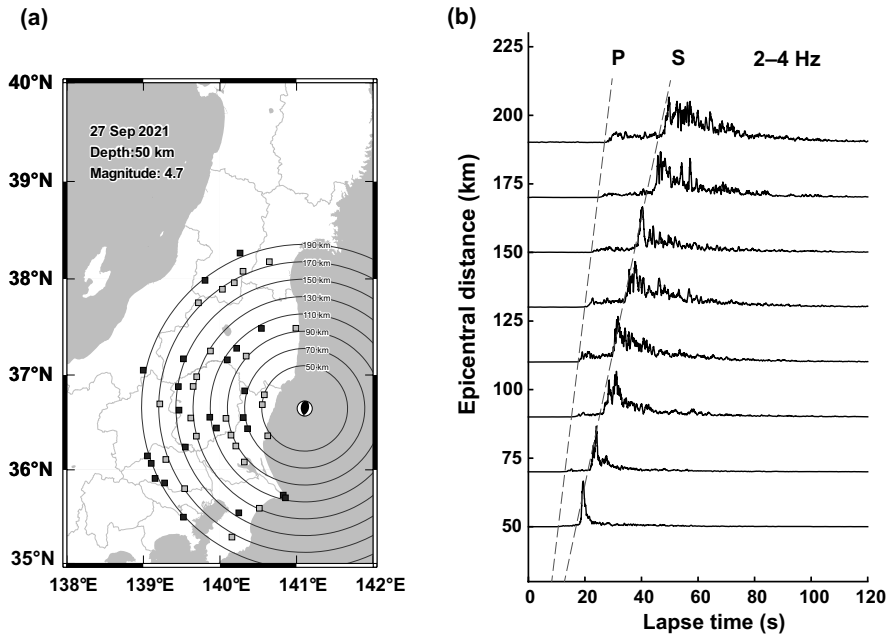 (a)
40°N
39°N
38°N
37°N
36°N
35°N
138°E
139°E
140°E
141°E
142°E
27 Sep 2021
Depth:50 km
Magnitude: 4.7
190 km
170 km
150 km
130 km
110 km
90 km
70 km
50 km
(b)
P
S
2–4 Hz
Epicentral distance (km)
225
200
175
150
125
100
75
50
30
0
20
40
60
80
100
120
Lapse time (s)